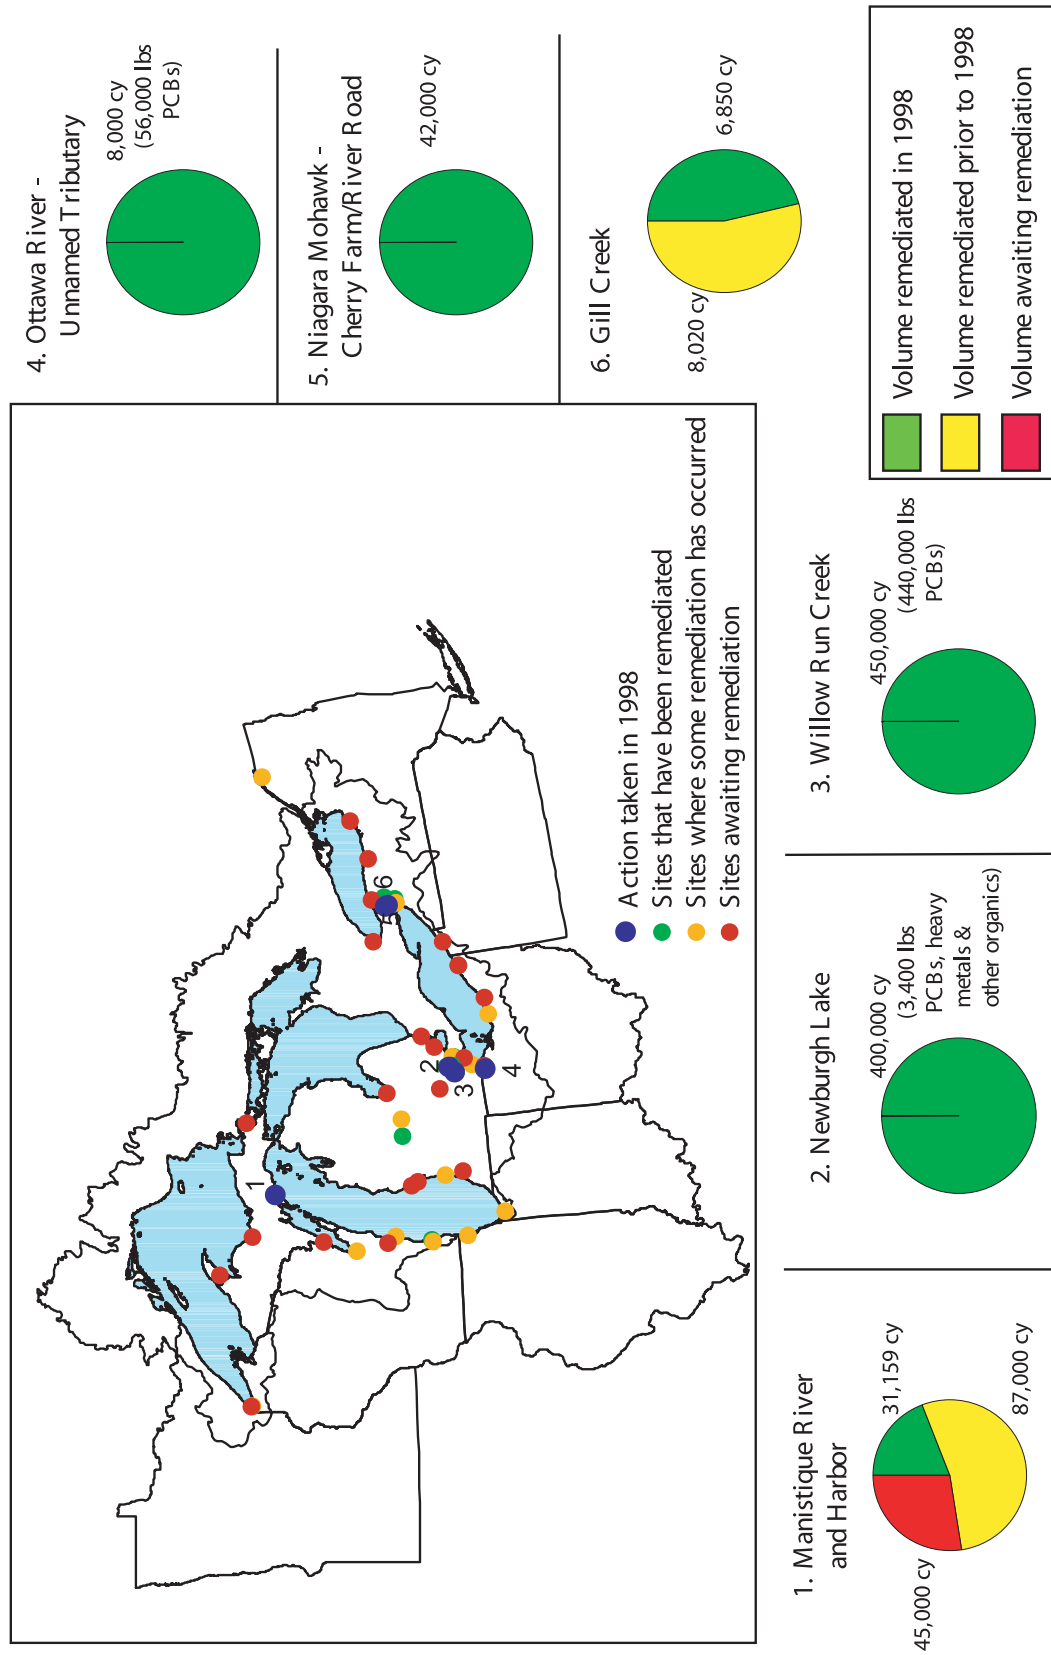 4. Ottawa River -
Unnamed Tributary
8,000 cy
(56,000 lbs
PCBs)
5. Niagara Mohawk -
Cherry Farm/River Road
42,000 cy
6. Gill Creek
8,020 cy
6,850 cy
1
2
3
4
6
Action taken in 1998
Sites that have been remediated
Sites where some remediation has occurred
Sites awaiting remediation
1. Manistique River
and Harbor
45,000 cy
31,159 cy
87,000 cy
2. Newburgh Lake
400,000 cy
(3,400 lbs
PCBs, heavy
metals &
other organics)
3. Willow Run Creek
450,000 cy
(440,000 lbs
PCBs)
Volume remediated in 1998
Volume remediated prior to 1998
Volume awaiting remediation